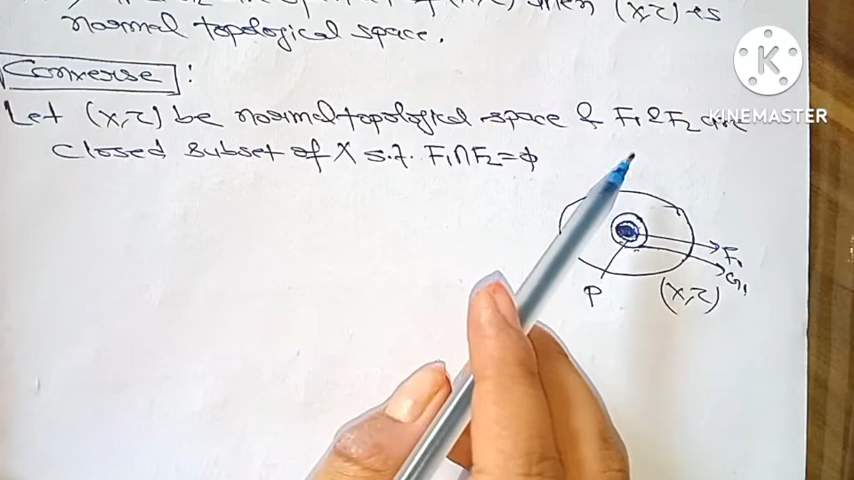 (X,τ) is
normal topological space.
Converse :
Let (X,τ) be normal topological space & F₁ & F₂ are
closed subset of X s.t. F₁∩F₂=ϕ
F₁
G₁
P
(X,τ)
K
KINEMASTER